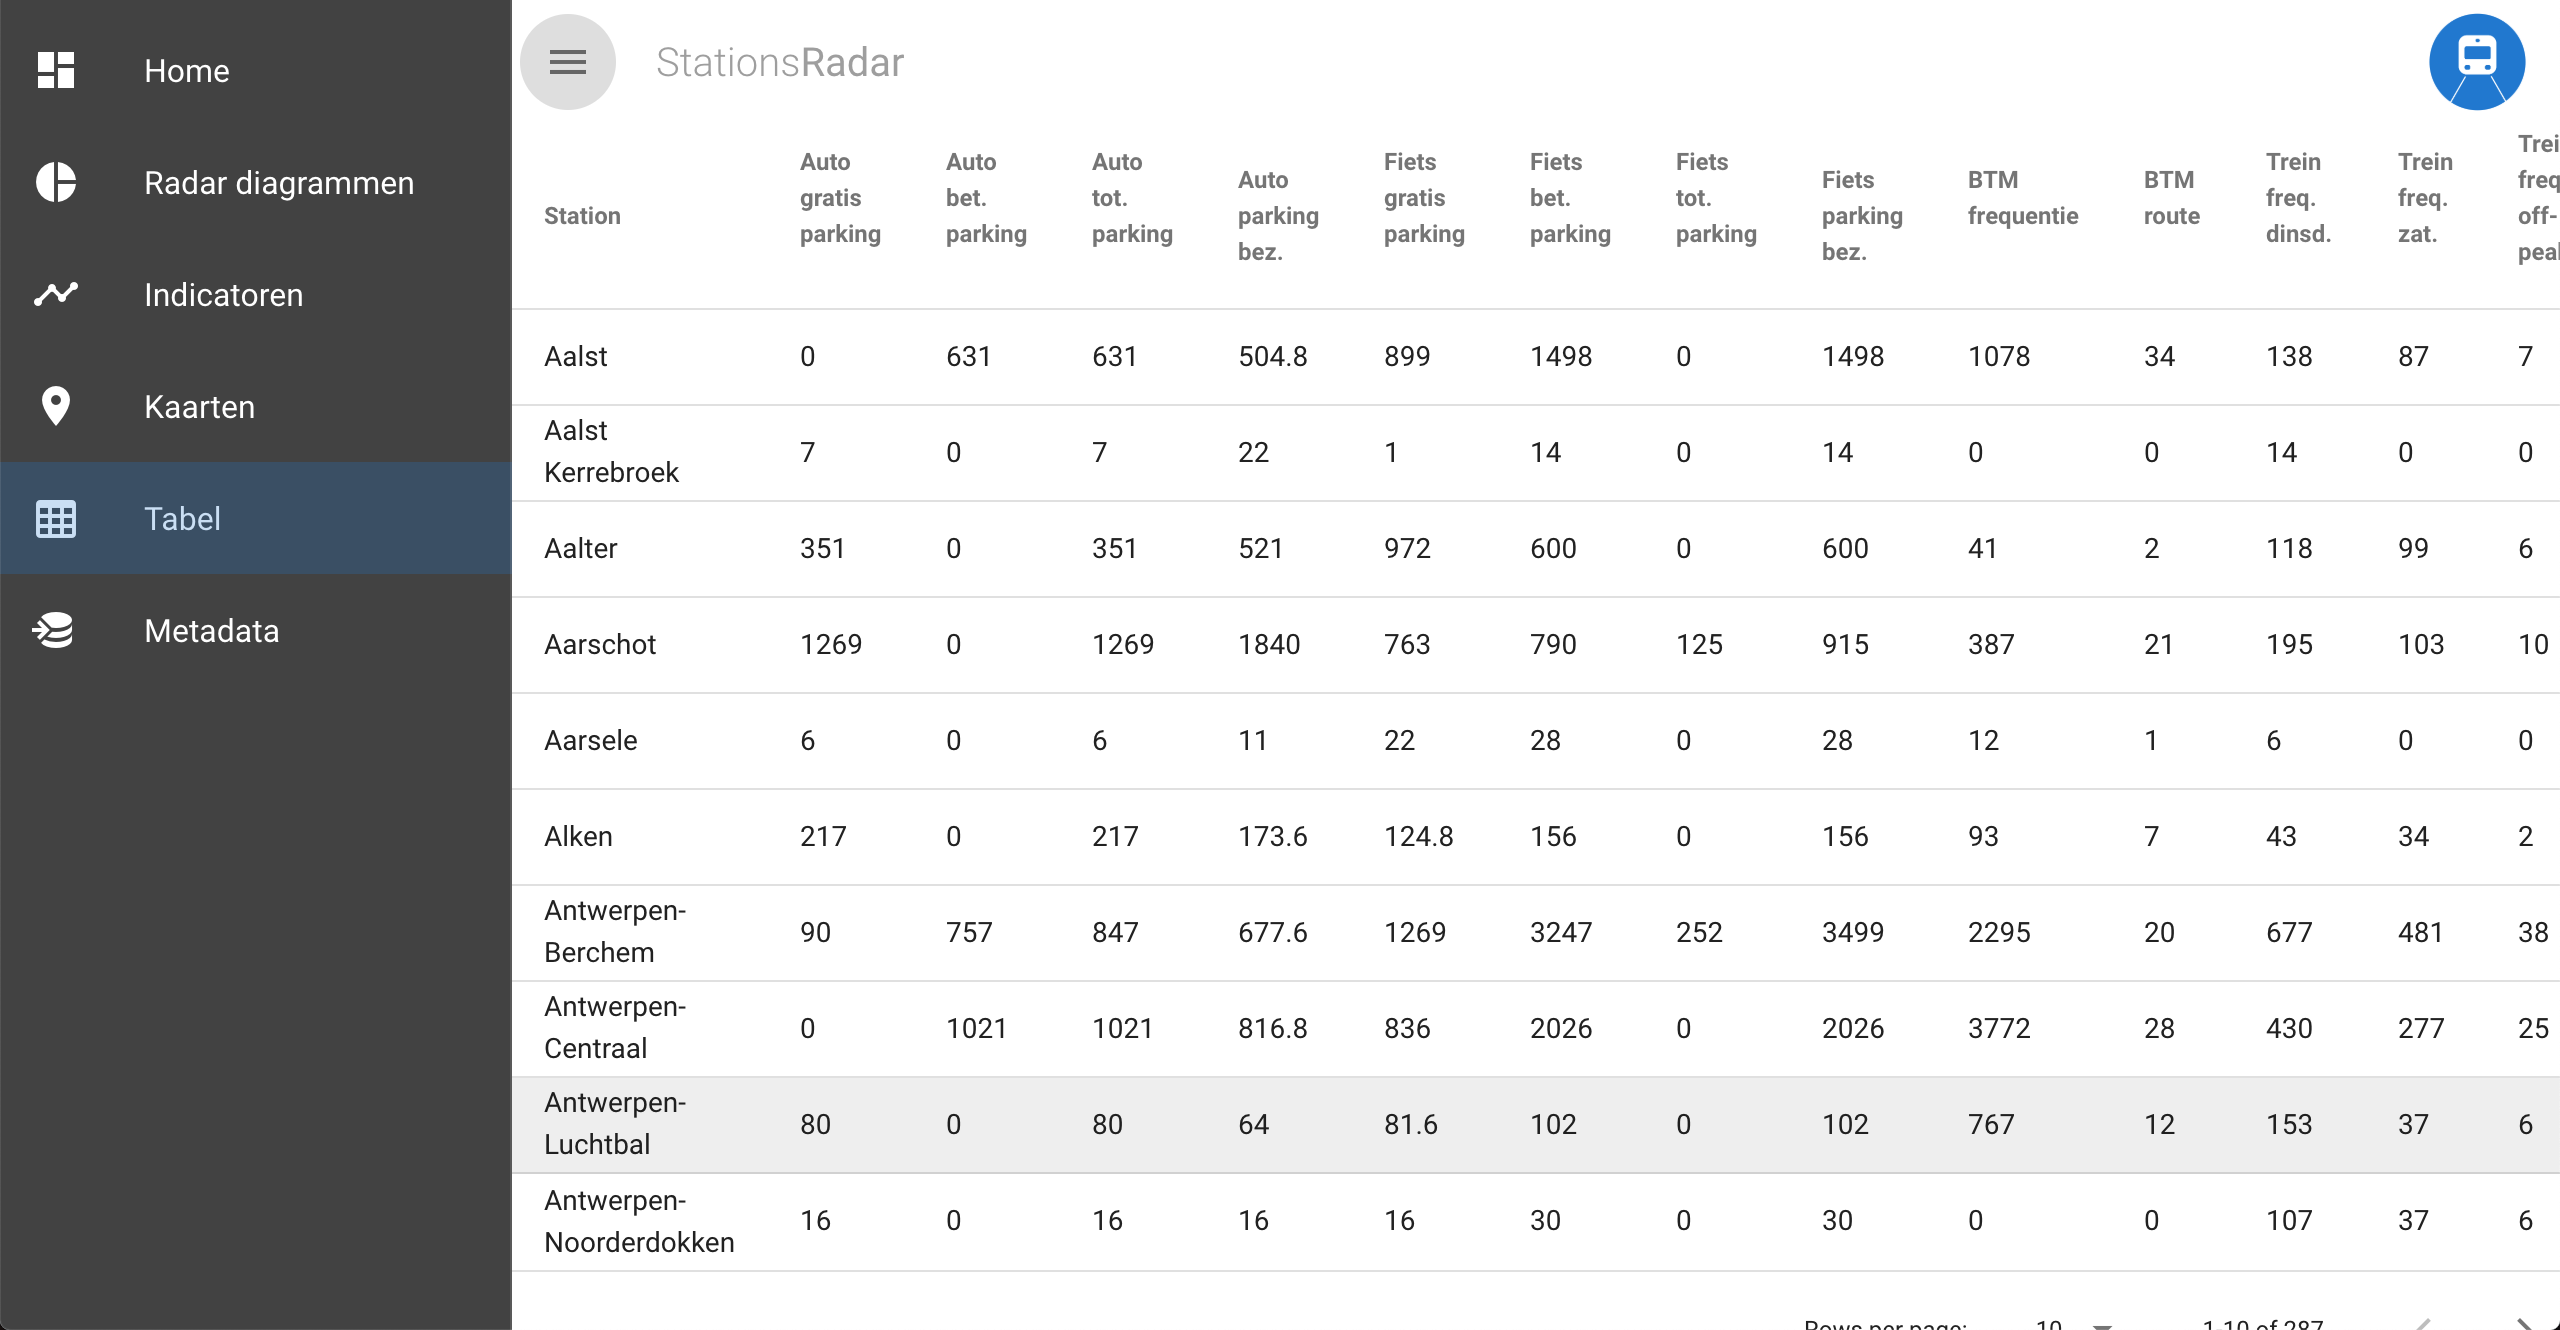 Home
Radar diagrammen
Indicatoren
Kaarten
Tabel
Metadata
StationsRadar
Station Auto gratis parking Auto bet. parking Auto tot. parking Auto parking bez. Fiets gratis parking Fiets bet. parking Fiets tot. parking Fiets parking bez. BTM frequentie BTM route Trein freq. dinsd. Trein freq. zat. Trei freq off- peal
Aalst 0 631 631 504.8 899 1498 0 1498 1078 34 138 87 7
Aalst Kerrebroek 7 0 7 22 1 14 0 14 0 0 14 0 0
Aalter 351 0 351 521 972 600 0 600 41 2 118 99 6
Aarschot 1269 0 1269 1840 763 790 125 915 387 21 195 103 10
Aarsele 6 0 6 11 22 28 0 28 12 1 6 0 0
Alken 217 0 217 173.6 124.8 156 0 156 93 7 43 34 2
Antwerpen-Berchem 90 757 847 677.6 1269 3247 252 3499 2295 20 677 481 38
Antwerpen-Centraal 0 1021 1021 816.8 836 2026 0 2026 3772 28 430 277 25
Antwerpen-Luchtbal 80 0 80 64 81.6 102 0 102 767 12 153 37 6
Antwerpen-Noorderdokken 16 0 16 16 16 30 0 30 0 0 107 37 6
Rows per page: 10 1-10 of 287